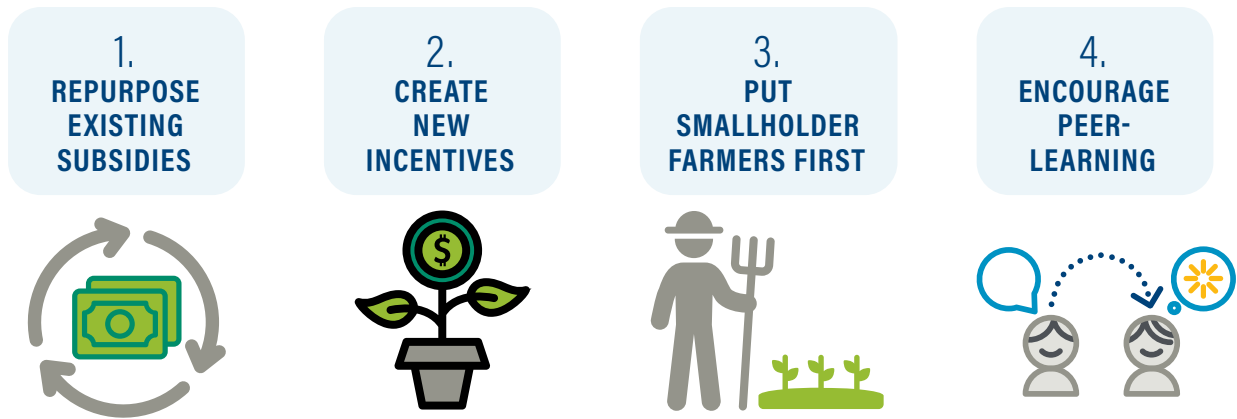 1.
REPURPOSE
EXISTING
SUBSIDIES
2.
CREATE
NEW
INCENTIVES
3.
PUT
SMALLHOLDER
FARMERS FIRST
4.
ENCOURAGE
PEER-
LEARNING
$